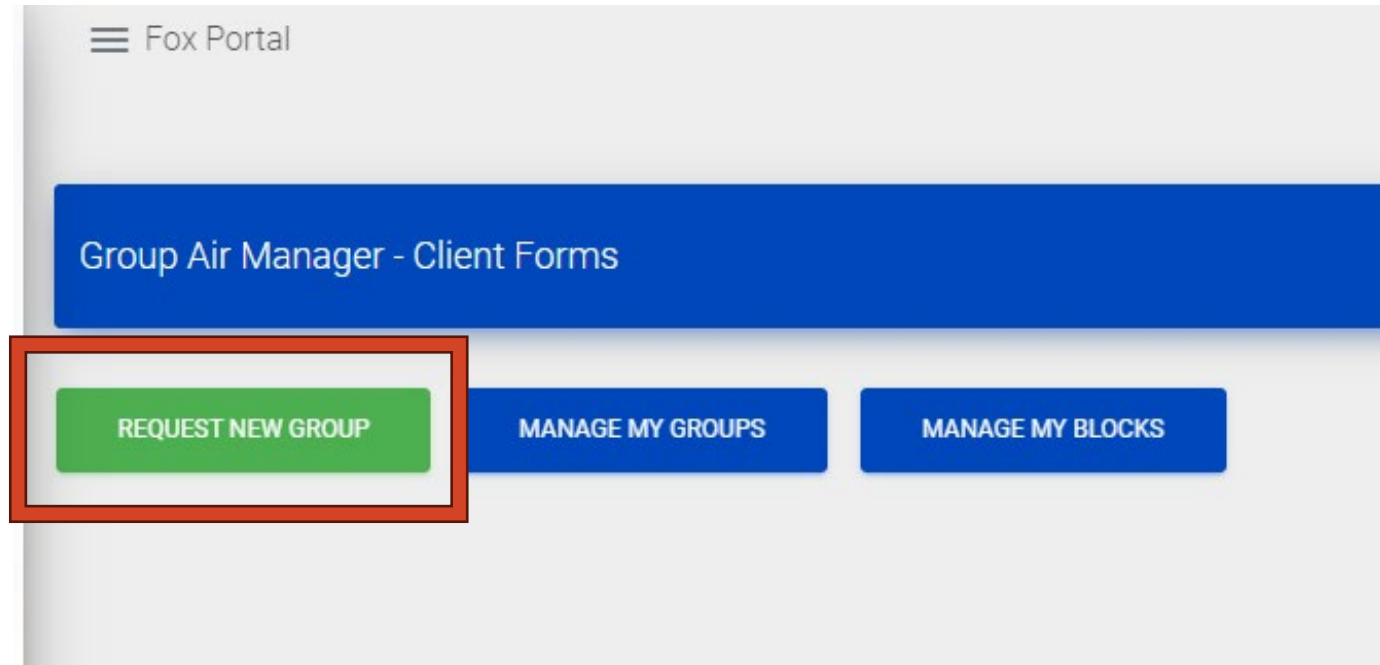 Fox Portal
Group Air Manager - Client Forms
REQUEST NEW GROUP MANAGE MY GROUPS MANAGE MY BLOCKS